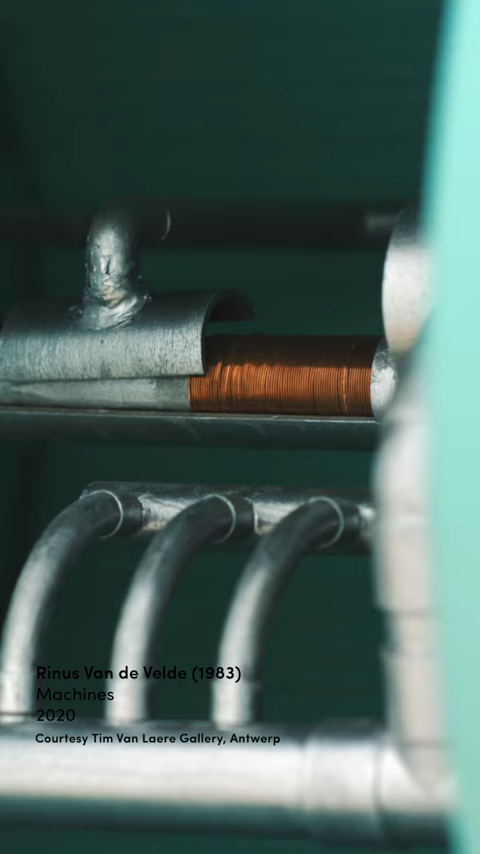 Rinus Van de Velde (1983)
Machines
2020
Courtesy Tim Van Laere Gallery, Antwerp